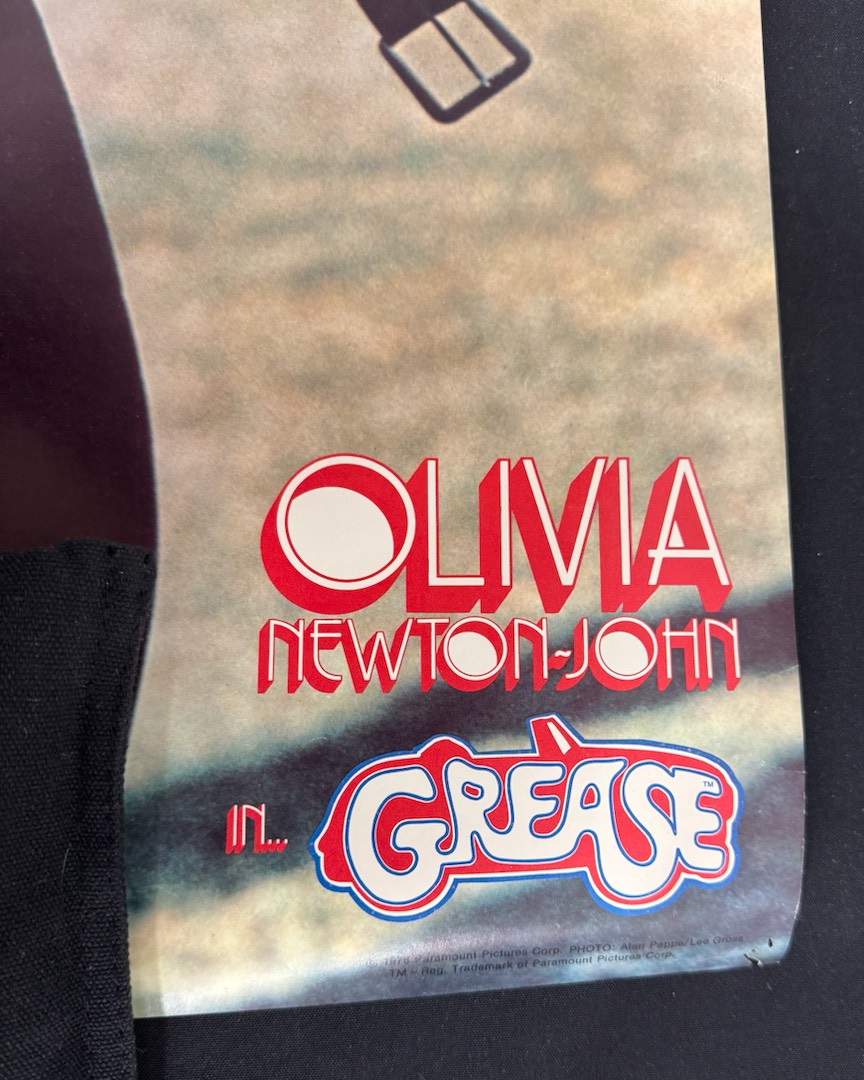 OLIVIA
NEWTON-JOHN
IN...
GREASE™
© 1978 Paramount Pictures Corp. PHOTO: Alan Pappe/Lee Gross
TM - Reg. Trademark of Paramount Pictures Corp.